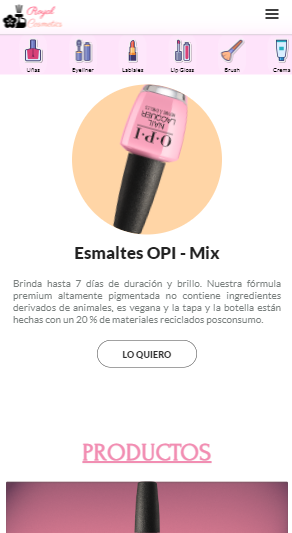 Royal
Cosmetics
Uñas
Eyeliner
Labiales
Lip Gloss
Brush
Crema
O·P·I
NAIL
LACQUER
Esmaltes OPI - Mix
Brinda hasta 7 días de duración y brillo. Nuestra fórmula
premium altamente pigmentada no contiene ingredientes
derivados de animales, es vegana y la tapa y la botella están
hechas con un 20 % de materiales reciclados posconsumo.
LO QUIERO
PRODUCTOS